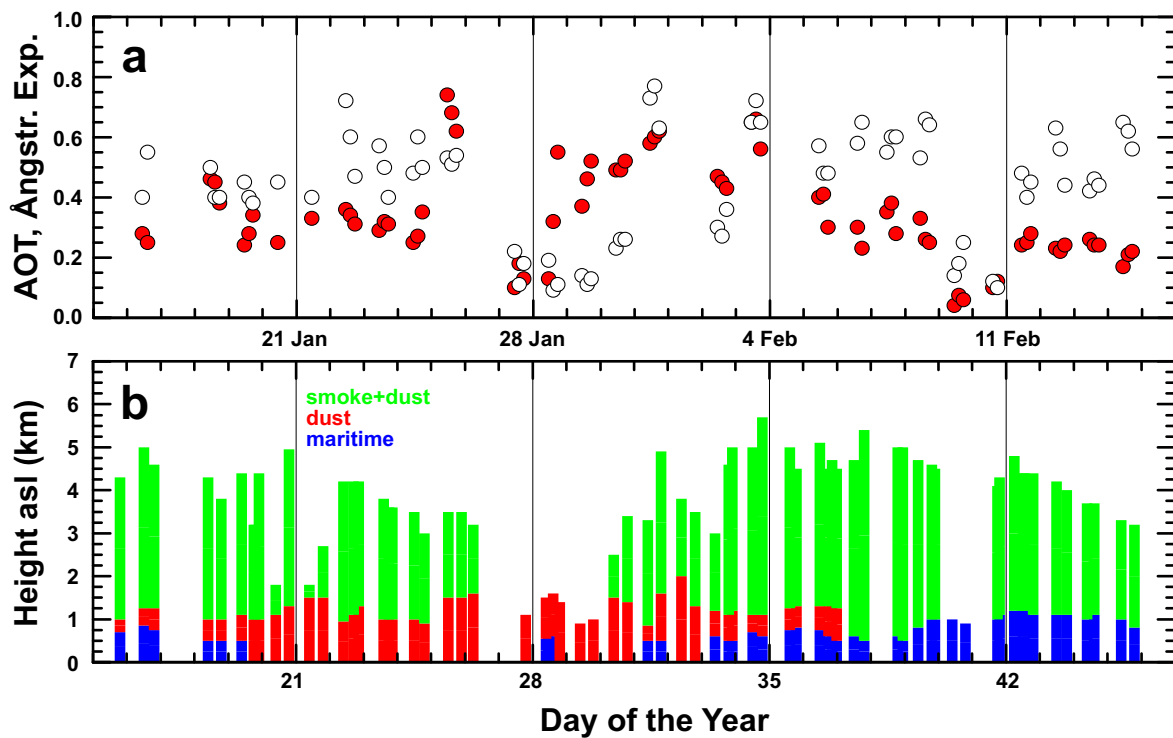 a
AOT, Ångstr. Exp.
1.0
0.8
0.6
0.4
0.2
0.0
21 Jan
28 Jan
4 Feb
11 Feb
b
smoke+dust
dust
maritime
Height asl (km)
7
6
5
4
3
2
1
0
21
28
35
42
Day of the Year